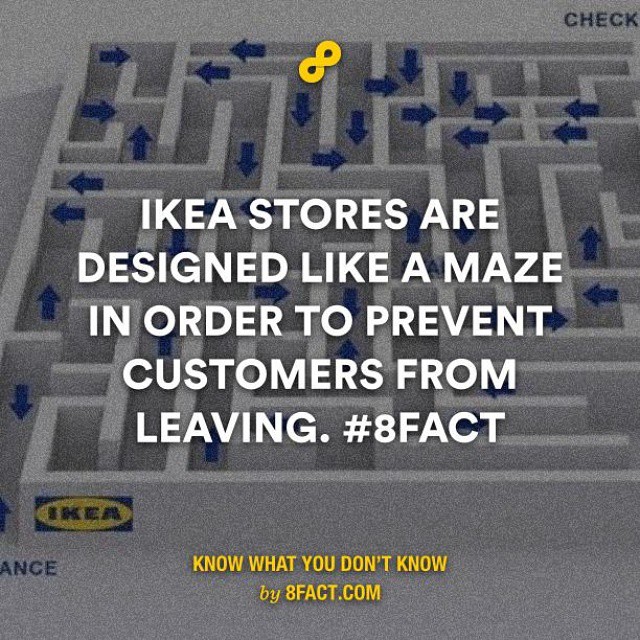 CHECK
IKEA STORES ARE
DESIGNED LIKE A MAZE
IN ORDER TO PREVENT
CUSTOMERS FROM
LEAVING. #8FACT
IKEA
ANCE
KNOW WHAT YOU DON'T KNOW
by 8FACT.COM